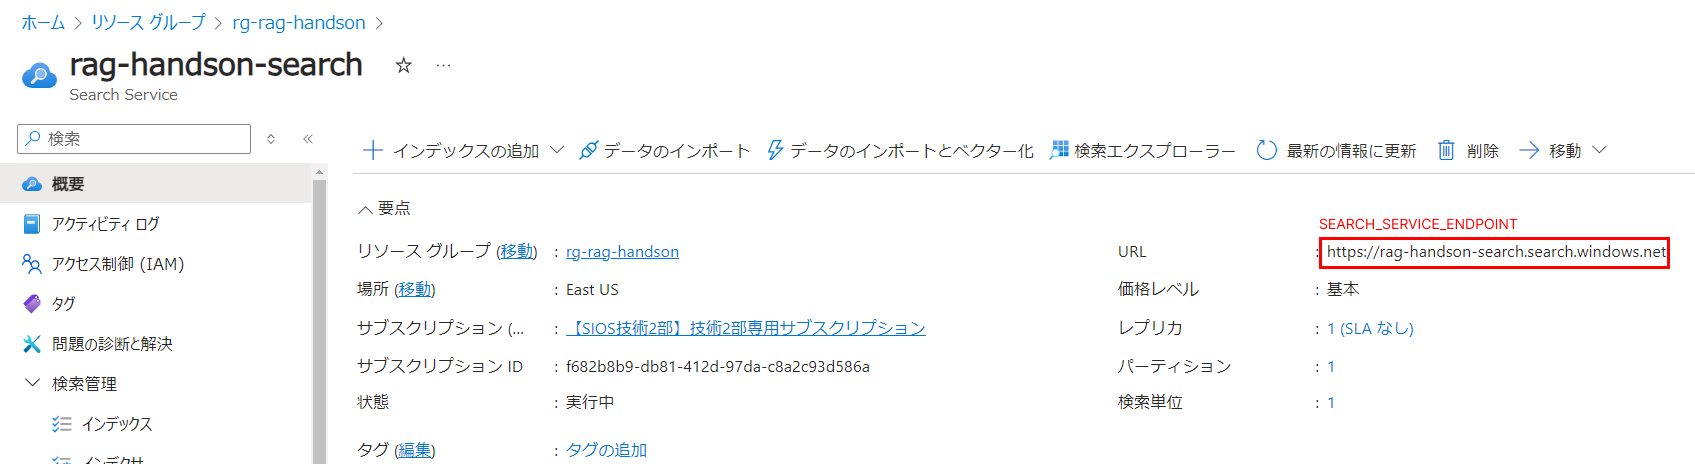 ホーム > リソース グループ > rg-rag-handson >
rag-handson-search ☆ …
Search Service
検索
概要
アクティビティ ログ
アクセス制御 (IAM)
タグ
問題の診断と解決
検索管理
インデックス
インデクサ
インデックスの追加 データのインポート データのインポートとベクター化 検索エクスプローラー 最新の情報に更新 削除 移動
要点
リソース グループ (移動) : rg-rag-handson
場所 (移動) : East US
サブスクリプション (... : 【SIOS技術2部】技術2部専用サブスクリプション
サブスクリプション ID : f682b8b9-db81-412d-97da-c8a2c93d586a
状態 : 実行中
タグ (編集) : タグの追加
SEARCH_SERVICE_ENDPOINT
URL : https://rag-handson-search.search.windows.net
価格レベル : 基本
レプリカ : 1 (SLA なし)
パーティション : 1
検索単位 : 1